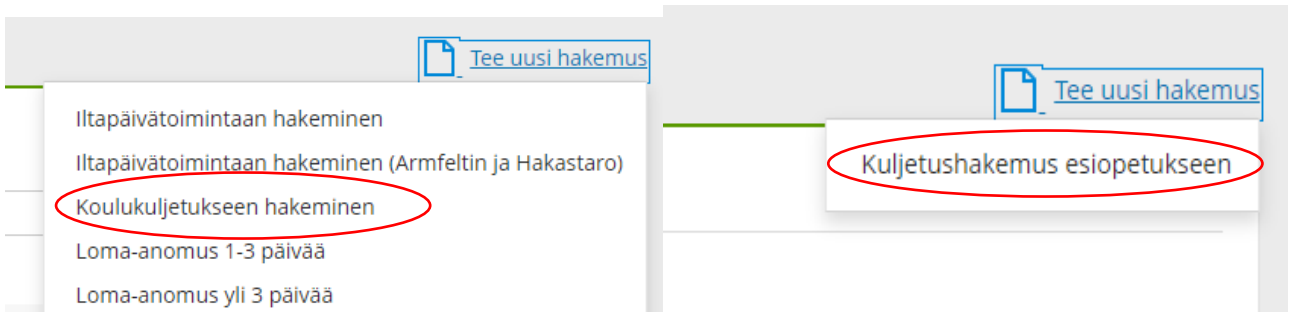 Tee uusi hakemus
Iltapäivätoimintaan hakeminen
Iltapäivätoimintaan hakeminen (Armfeltin ja Hakastaro)
Koulukuljetukseen hakeminen
Loma-anomus 1-3 päivää
Loma-anomus yli 3 päivää
Tee uusi hakemus
Kuljetushakemus esiopetukseen